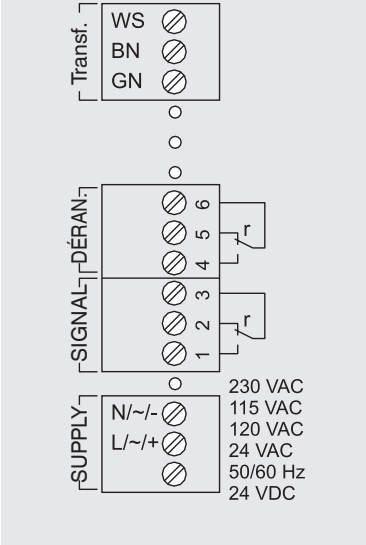 Transf.
WS
BN
GN
DÉRAN.
6
5
r
4
SIGNAL
3
2
r
1
SUPPLY
N/~/-
L/~/+
230 VAC
115 VAC
120 VAC
24 VAC
50/60 Hz
24 VDC